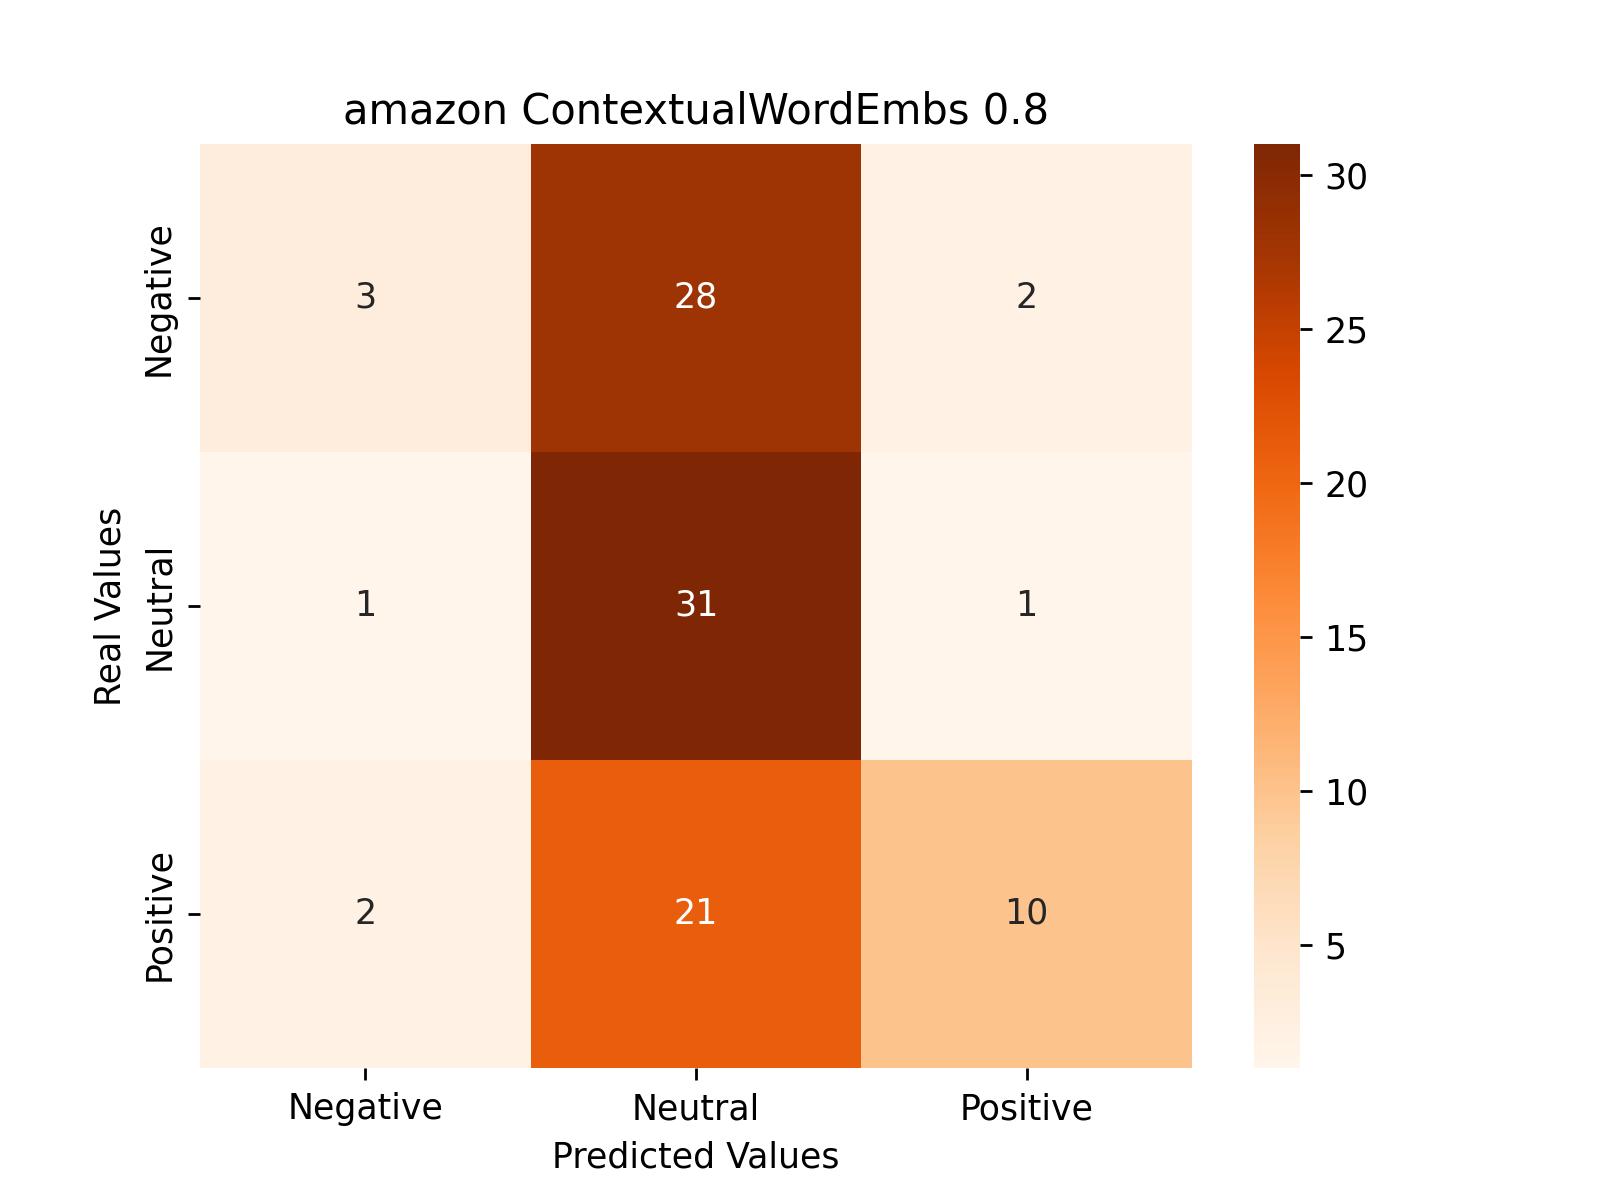 amazon ContextualWordEmbs 0.8
Real Values
Negative
3
28
2
Neutral
1
31
1
Positive
2
21
10
Negative
Neutral
Positive
Predicted Values
30
25
20
15
10
5